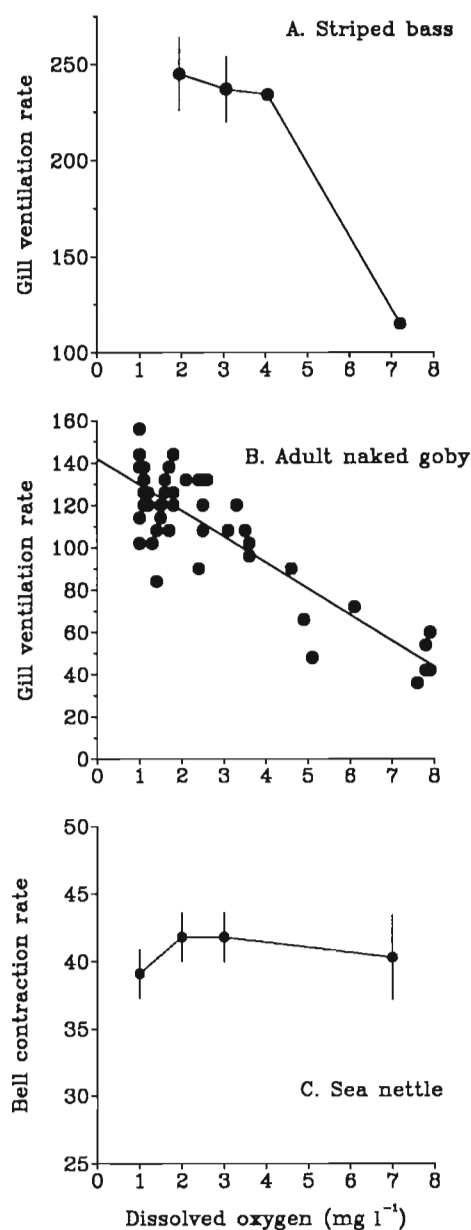 A. Striped bass
Gill ventilation rate
250
200
150
100
0 1 2 3 4 5 6 7 8
B. Adult naked goby
Gill ventilation rate
160
140
120
100
80
60
40
20
0
0 1 2 3 4 5 6 7 8
C. Sea nettle
Bell contraction rate
50
45
40
35
30
25
0 1 2 3 4 5 6 7 8
Dissolved oxygen (mg l⁻¹)